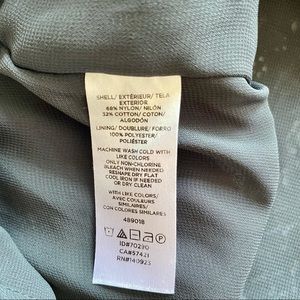 SHELL/ EXTÉRIEUR/ TELA
EXTERIOR
68% NYLON/ NILÓN
32% COTTON/ COTON/
ALGODÓN
LINING/ DOUBLURE/ FORRO
100% POLYESTER/
POLIÉSTER
MACHINE WASH COLD WITH
LIKE COLORS
ONLY NON-CHLORINE
BLEACH WHEN NEEDED
RESHAPE DRY FLAT
COOL IRON IF NEEDED
OR DRY CLEAN
WITH LIKE COLORS/
AVEC COULEURS
SIMILAIRES/
CON COLORES SIMILARES
489018
P
ID#70290
CA#57421
RN#140923